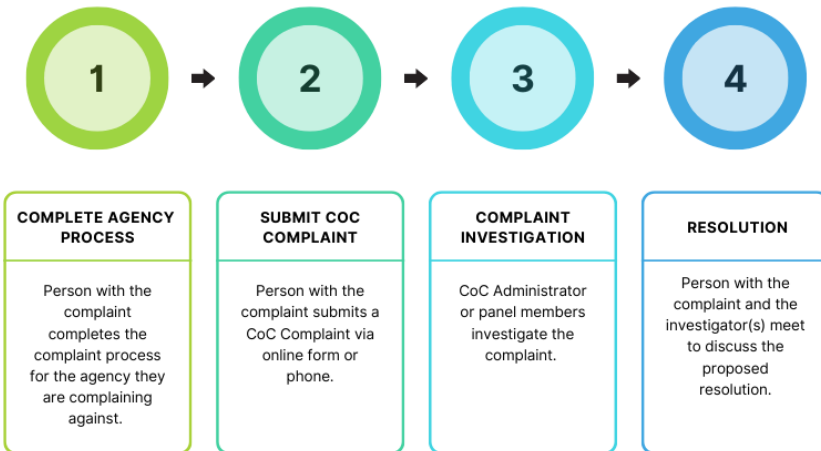 1
2
3
4
COMPLETE AGENCY
PROCESS
Person with the
complaint
completes the
complaint process
for the agency they
are complaining
against.
SUBMIT COC
COMPLAINT
Person with the
complaint submits a
CoC Complaint via
online form or
phone.
COMPLAINT
INVESTIGATION
CoC Administrator
or panel members
investigate the
complaint.
RESOLUTION
Person with the
complaint and the
investigator(s) meet
to discuss the
proposed
resolution.